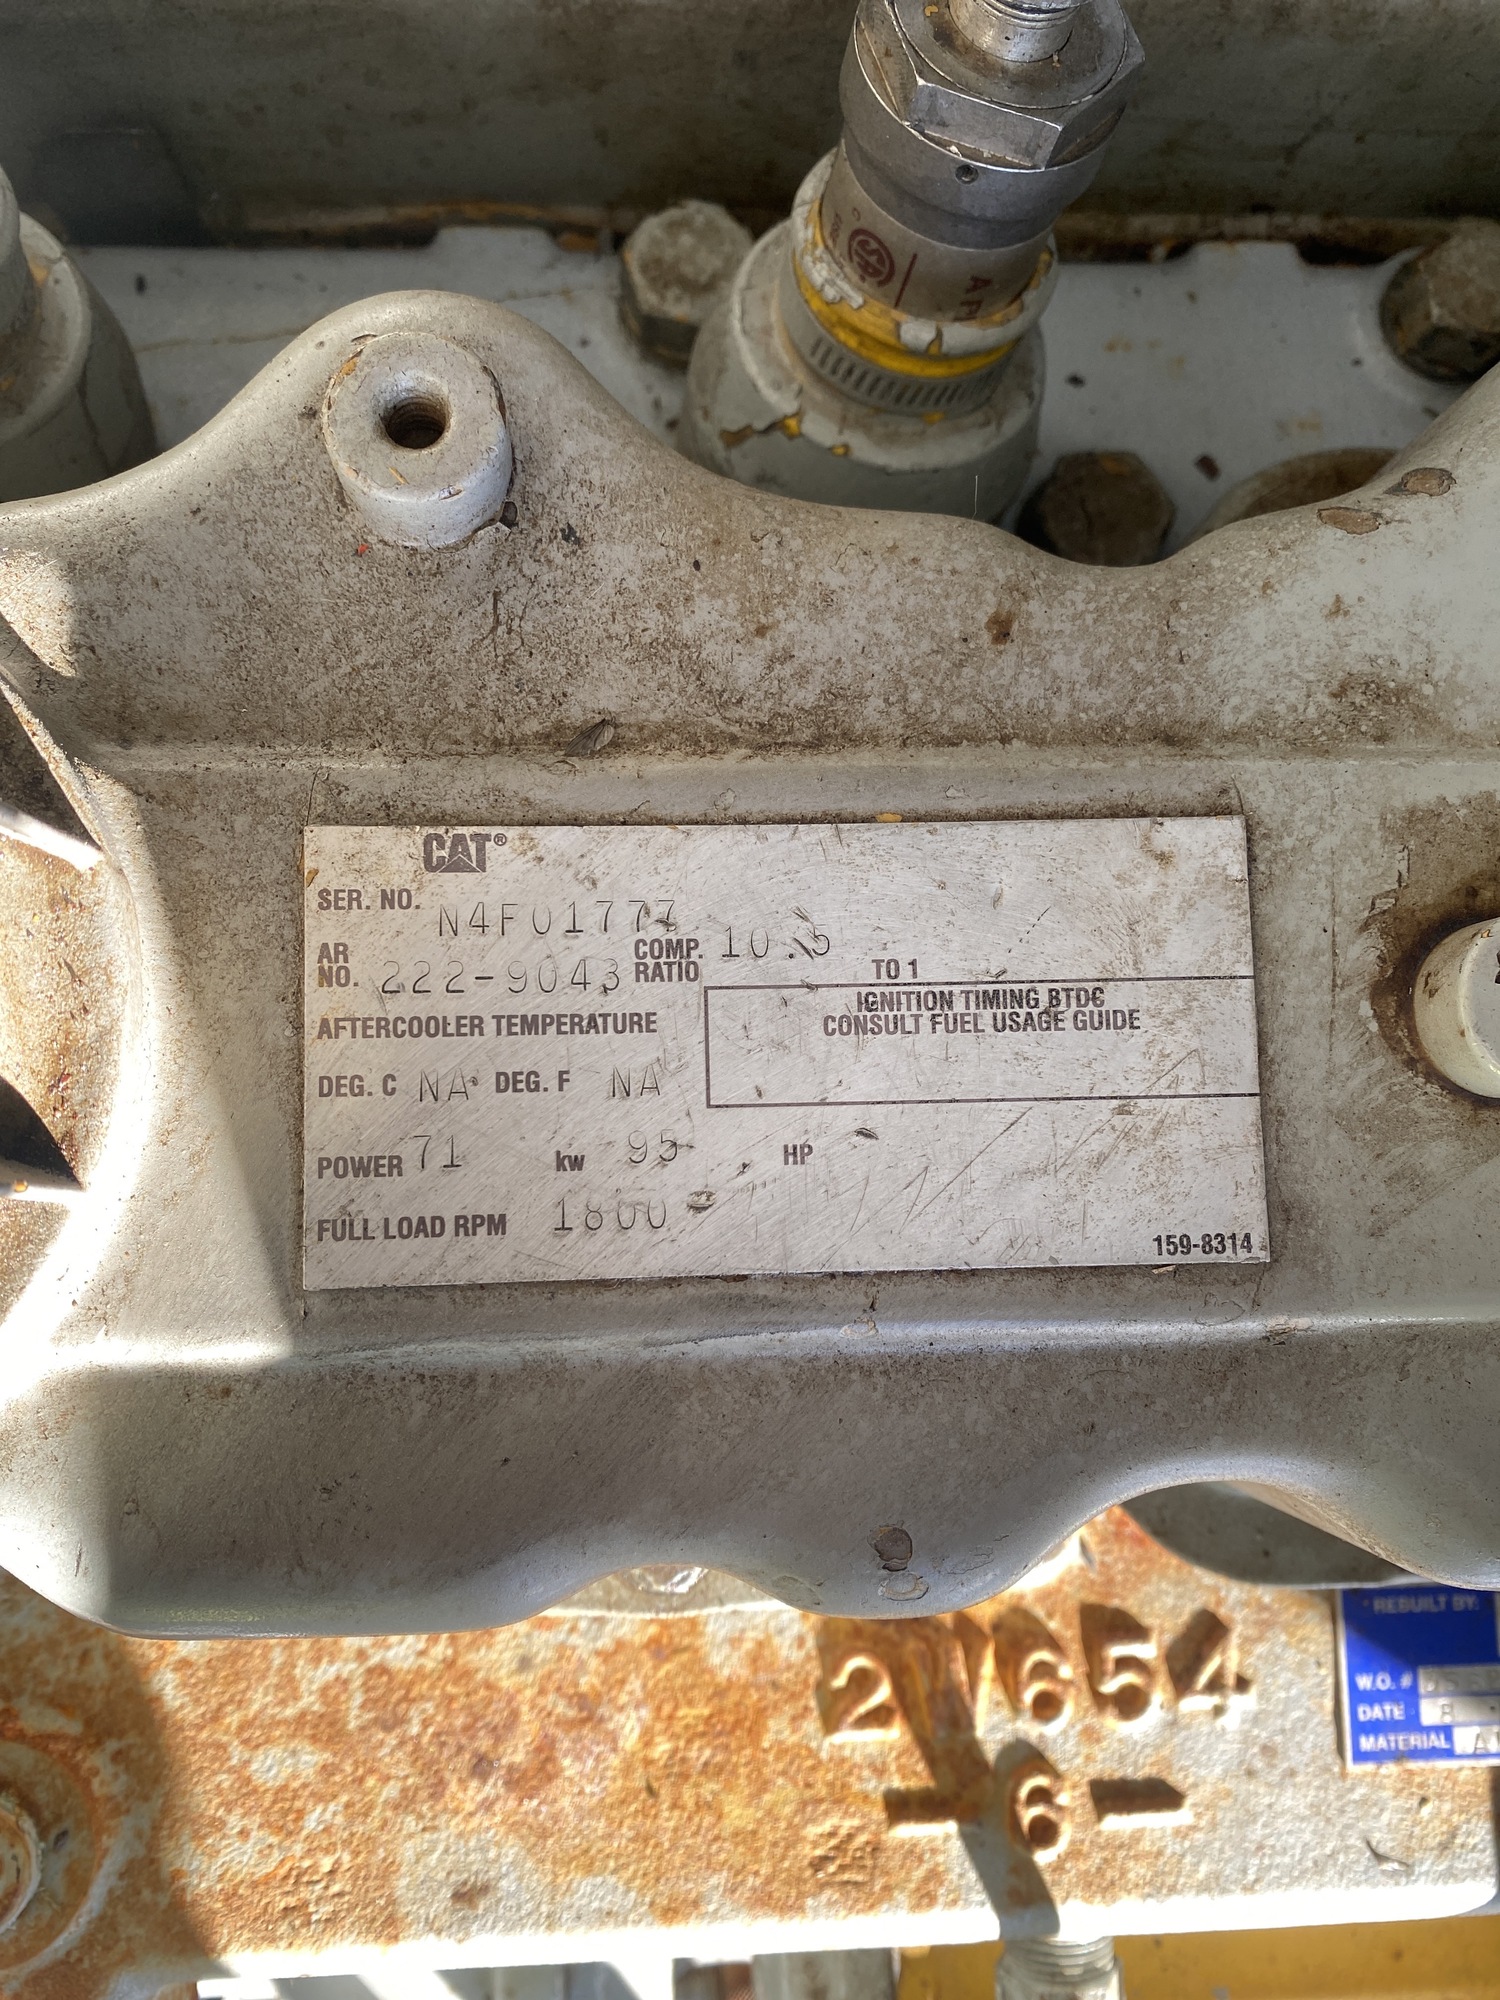 CAT®
SER. NO. N4F01777
AR NO. 222-9043 COMP. RATIO 10.5 TO 1
AFTERCOOLER TEMPERATURE
DEG. C NA DEG. F NA
IGNITION TIMING BTDC
CONSULT FUEL USAGE GUIDE
POWER 71 kw 95 HP
FULL LOAD RPM 1800
159-8314
REBUILT BY:
W.O. #
DATE
MATERIAL
-6-